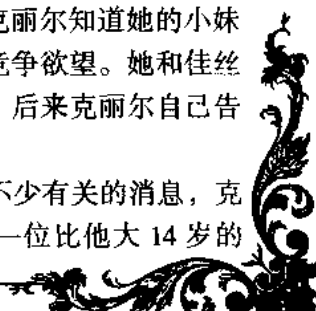 克丽尔知道她的小妹
竞争欲望。她和佳丝
，后来克丽尔自己告
不少有关的消息，克
一位比他大 14 岁的